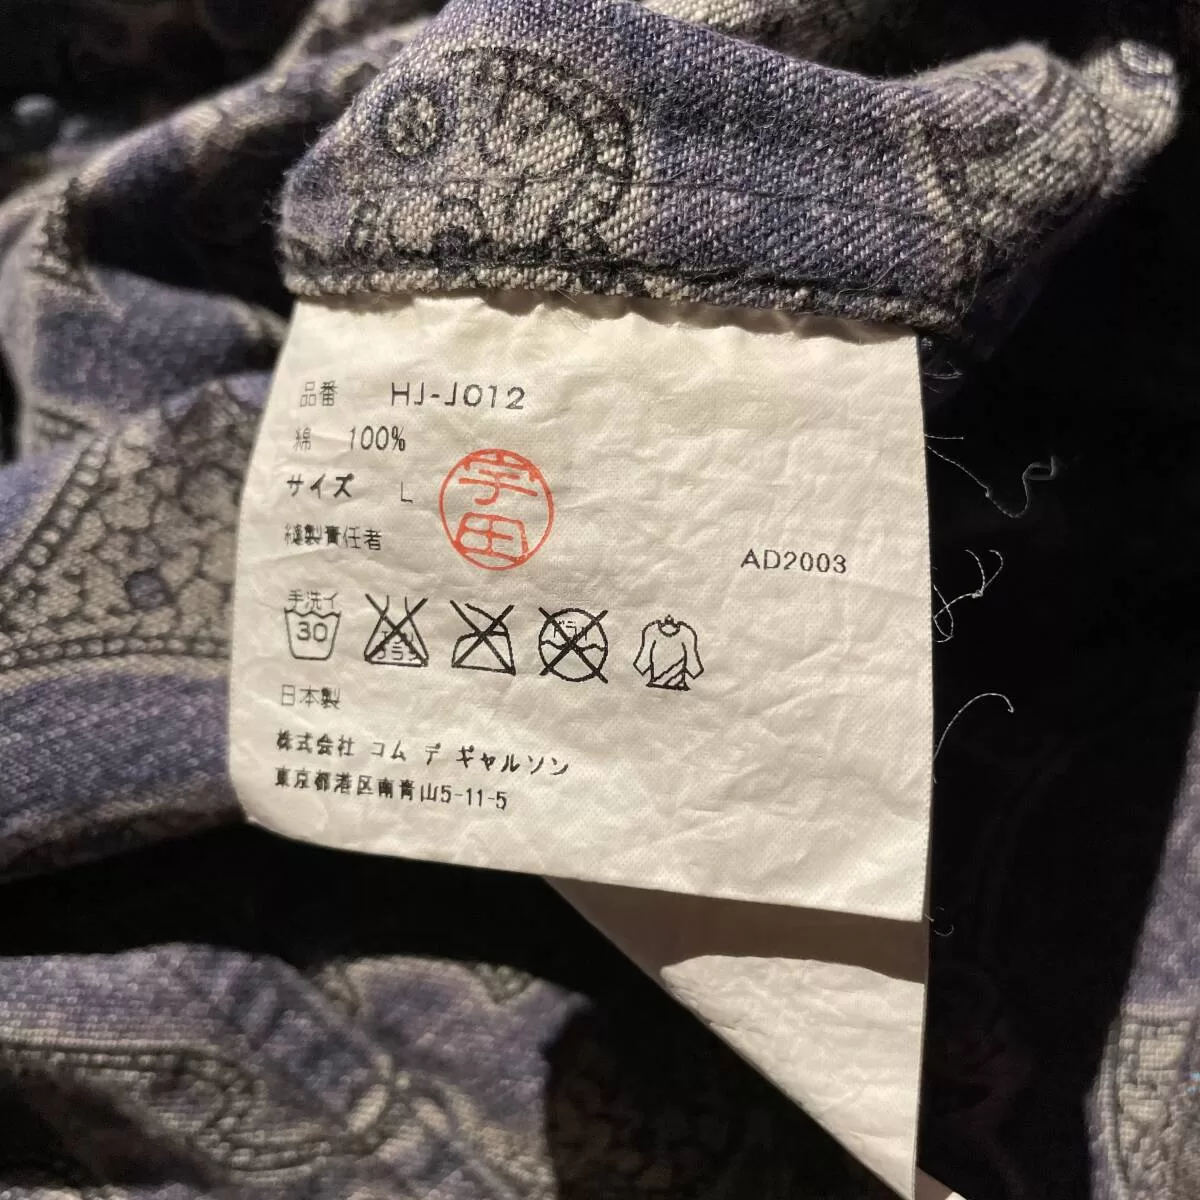 品番 HJ-J012
綿 100%
サイズ L
宇田
縫製責任者
AD2003
手洗イ
30
日本製
株式会社 コム デ ギャルソン
東京都港区南青山5-11-5